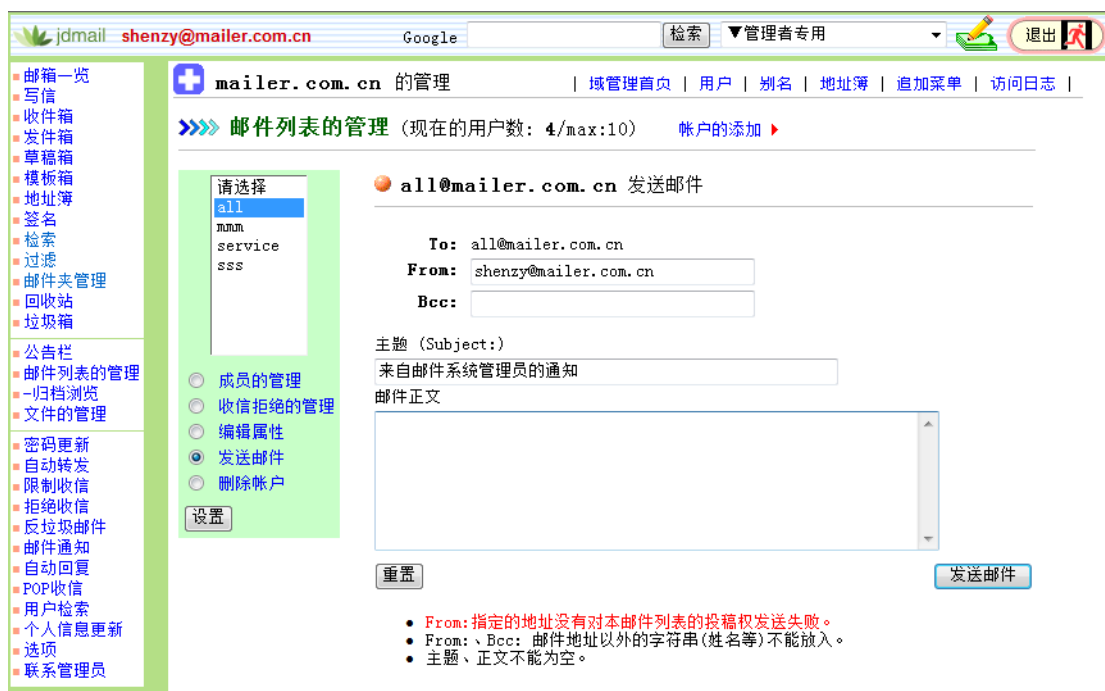 jdmail shenzy@mailer.com.cn Google 检索 ▼管理者专用 退出
邮箱一览
写信
收件箱
发件箱
草稿箱
模板箱
地址簿
签名
检索
过滤
邮件夹管理
回收站
垃圾箱
公告栏
邮件列表的管理
-归档浏览
文件的管理
密码更新
自动转发
限制收信
拒绝收信
反垃圾邮件
邮件通知
自动回复
POP收信
用户检索
个人信息更新
选项
联系管理员
mailer.com.cn 的管理 | 域管理首页 | 用户 | 别名 | 地址簿 | 追加菜单 | 访问日志 |
邮件列表的管理 (现在的用户数: 4/max:10) 帐户的添加
请选择
all
mmm
service
sss
成员的管理
收信拒绝的管理
编辑属性
发送邮件
删除帐户
设置
all@mailer.com.cn 发送邮件
To: all@mailer.com.cn
From: shenzy@mailer.com.cn
Bcc:
主题 (Subject:)
来自邮件系统管理员的通知
邮件正文
重置 发送邮件
From:指定的地址没有对本邮件列表的投稿权发送失败。
From:、Bcc: 邮件地址以外的字符串(姓名等)不能放入。
主题、正文不能为空。